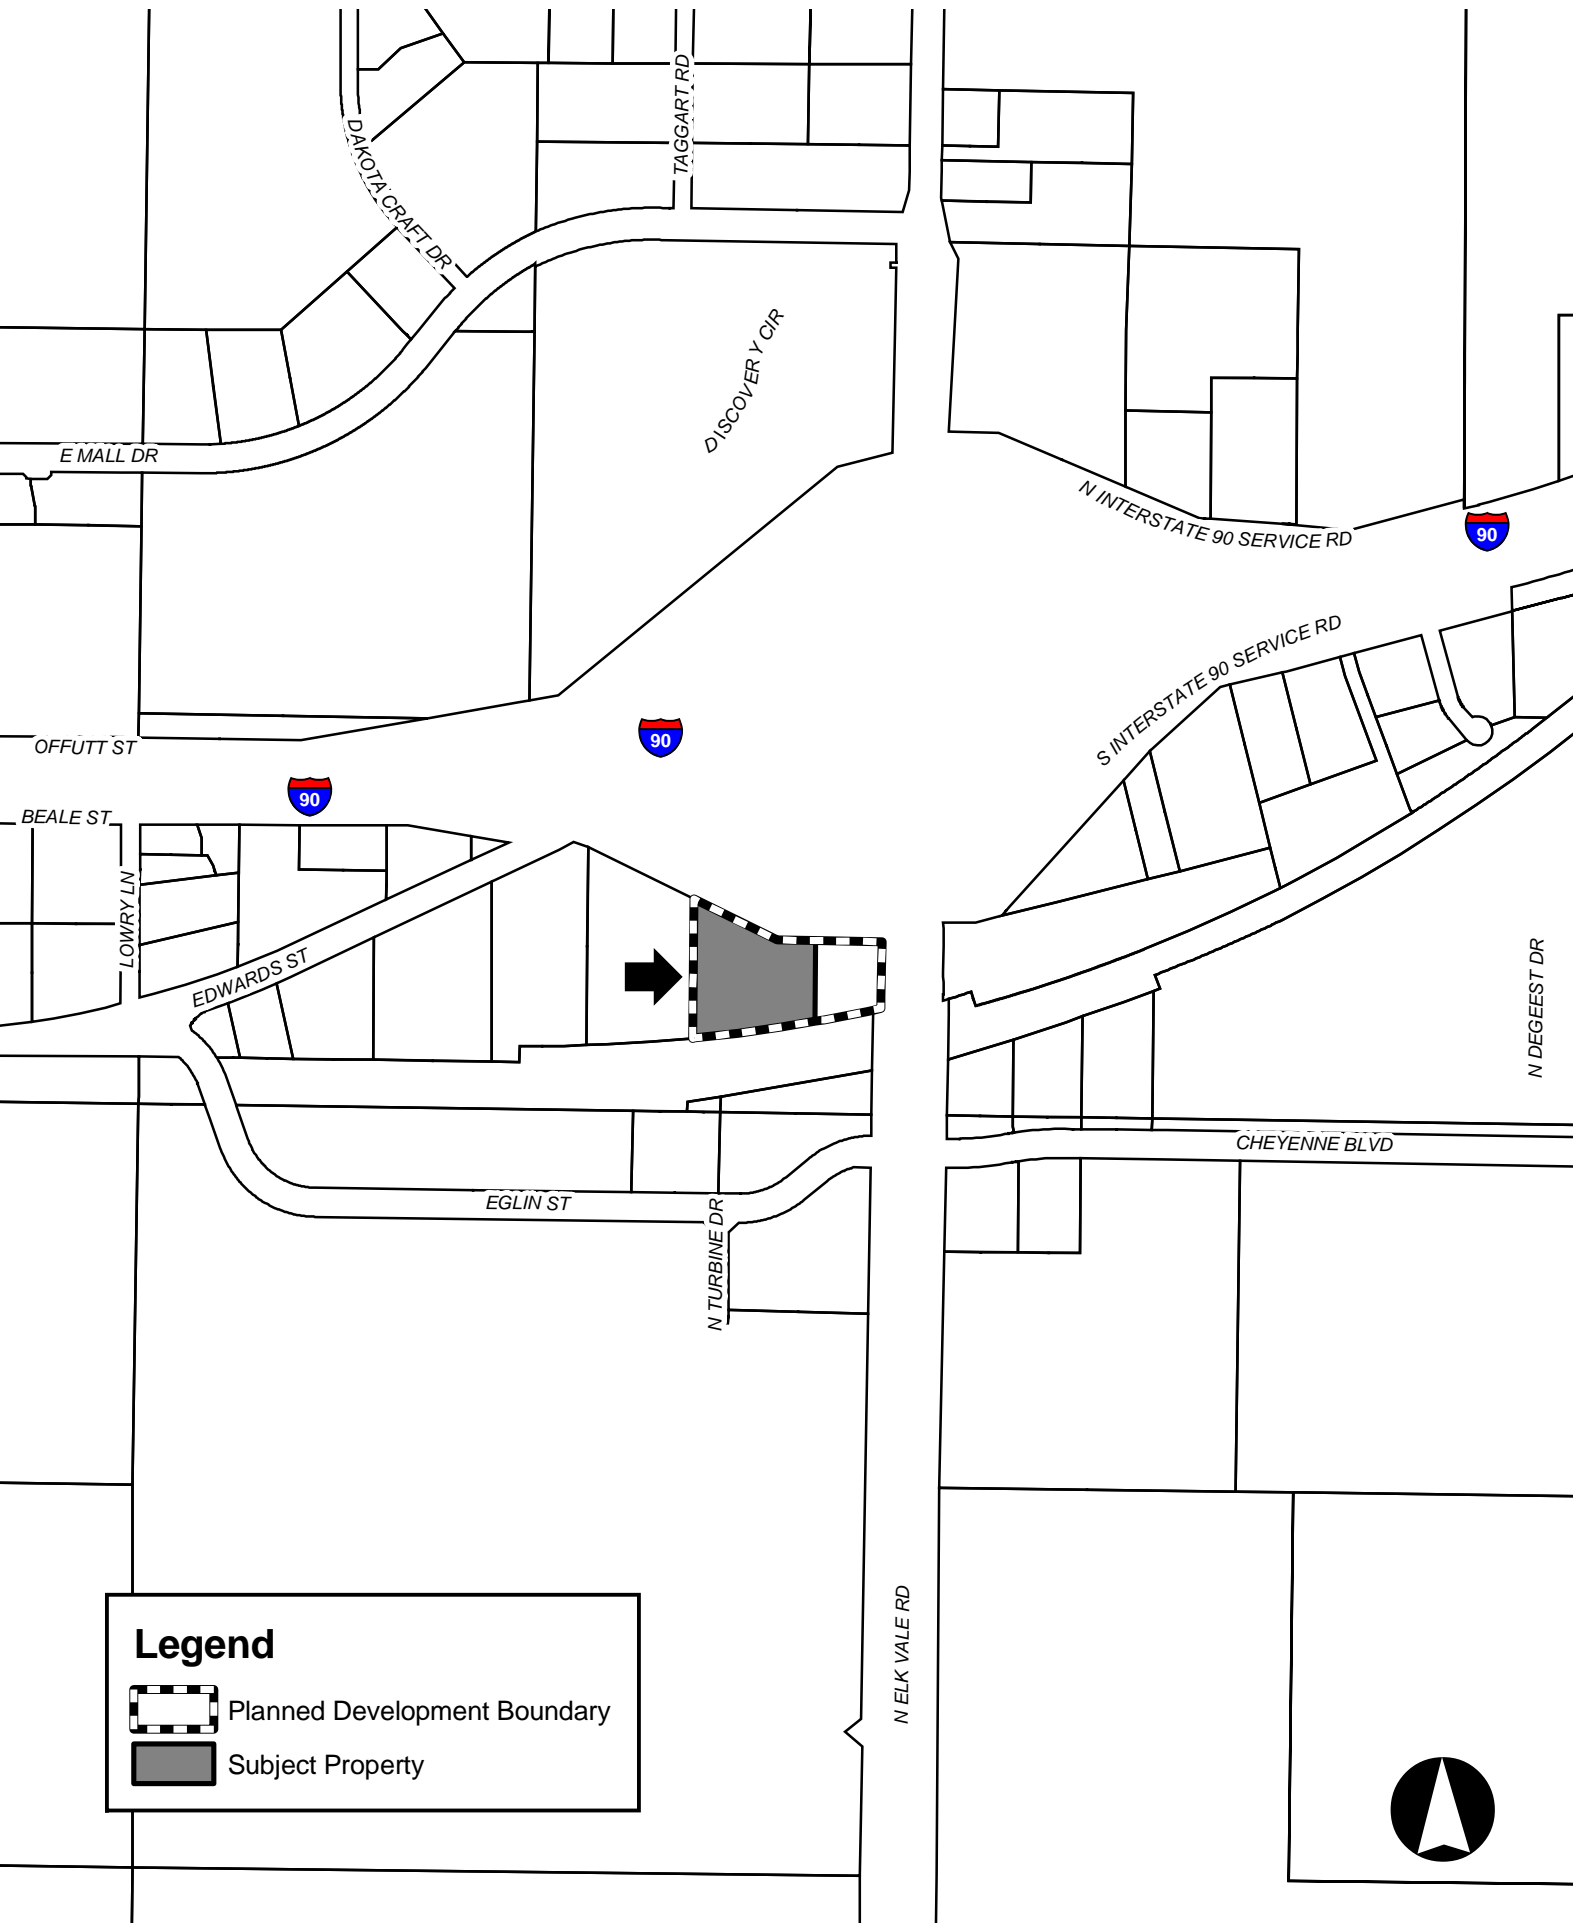 TAGGART RD
DAKOTA CRAFT DR
DISCOVERY CIR
E MALL DR
N INTERSTATE 90 SERVICE RD
90
S INTERSTATE 90 SERVICE RD
90
OFFUTT ST
90
BEALE ST
LOWRY LN
EDWARDS ST
N DEGEEST DR
CHEYENNE BLVD
EGLIN ST
N TURBINE DR
N ELK VALE RD
Legend
Planned Development Boundary
Subject Property